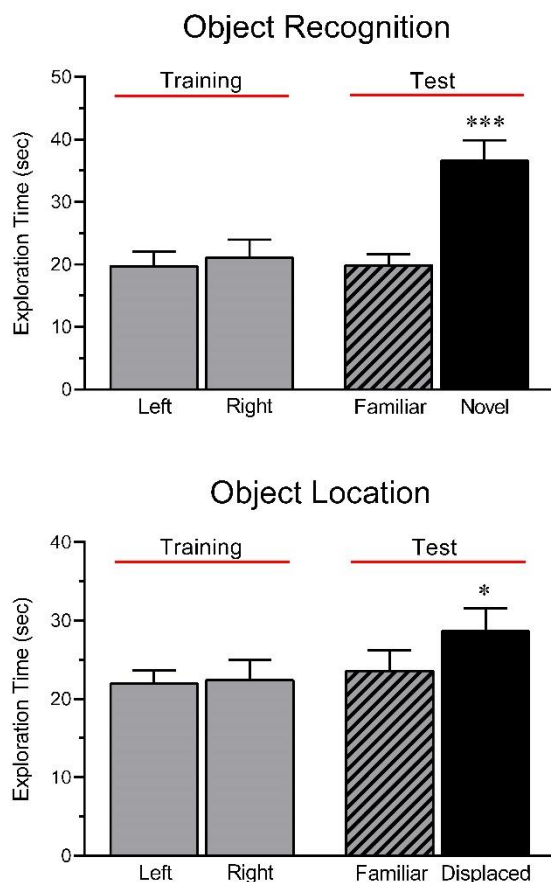 Object Recognition
Training Test
50
40
30
20
10
0
Exploration Time (sec)
***
Left Right Familiar Novel
Object Location
Training Test
40
30
20
10
0
Exploration Time (sec)
*
Left Right Familiar Displaced